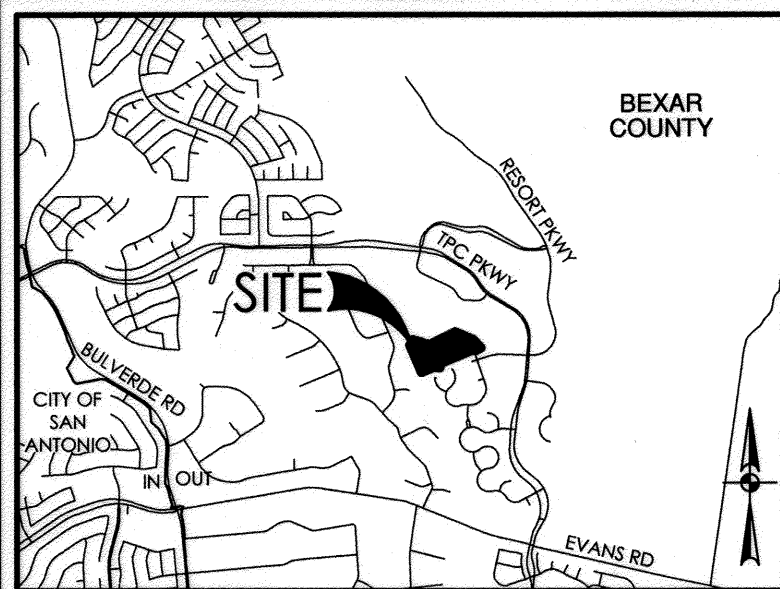 BEXAR
COUNTY
RESORT PKWY
TPC PKWY
SITE
BULVERDE RD
CITY OF
SAN
ANTONIO
IN OUT
EVANS RD